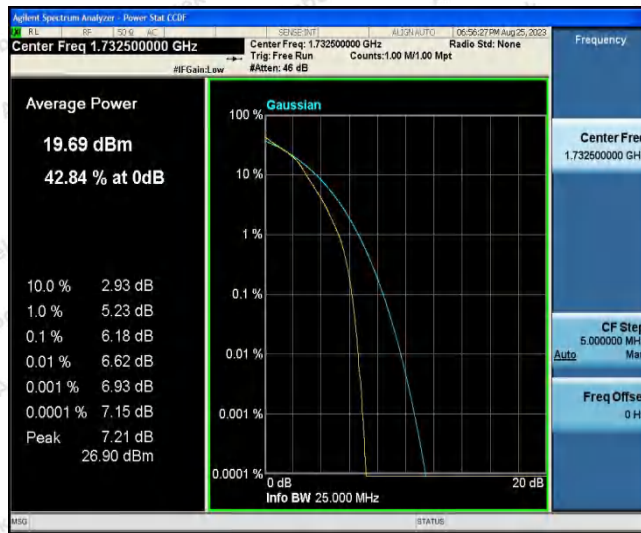 Agilent Spectrum Analyzer - Power Stat CCDF
RL RF 50 Ω AC SENSE:INT ALIGN AUTO 06:56:27 PM Aug 25, 2023
Center Freq 1.732500000 GHz
Center Freq: 1.732500000 GHz Radio Std: None
Trig: Free Run Counts:1.00 M/1.00 Mpt
#IFGain:Low #Atten: 46 dB
Frequency
Average Power
19.69 dBm
42.84 % at 0dB
10.0 % 2.93 dB
1.0 % 5.23 dB
0.1 % 6.18 dB
0.01 % 6.62 dB
0.001 % 6.93 dB
0.0001 % 7.15 dB
Peak 7.21 dB
26.90 dBm
Gaussian
100 %
10 %
1 %
0.1 %
0.01 %
0.001 %
0.0001 %
0 dB 20 dB
Info BW 25.000 MHz
Center Freq
1.732500000 GH
CF Step
5.000000 MH
Auto Ma
Freq Offse
0 H
MSG STATUS